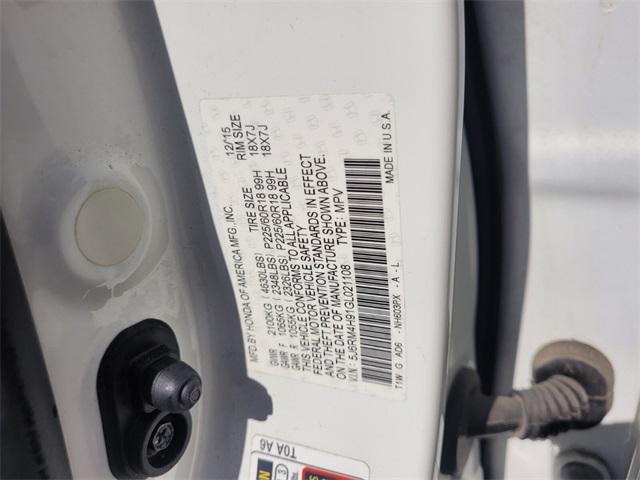 MFD.BY HONDA OF AMERICA MFG.,INC. 12/15
TIRE SIZE RIM SIZE
GVWR 2100KG (4630LBS)
GAWR F 1065KG (2348LBS) P225/60R18 99H 18X7J
GAWR R 1055KG (2326LBS) P225/60R18 99H 18X7J
THIS VEHICLE CONFORMS TO ALL APPLICABLE
FEDERAL MOTOR VEHICLE SAFETY
AND THEFT PREVENTION STANDARDS IN EFFECT
ON THE DATE OF MANUFACTURE SHOWN ABOVE.
V.I.N: 5J6RM4H91GL021108 TYPE: MPV
T1W G AD6 - NH603PX - A - L MADE IN U.S.A.
T0A A6
3